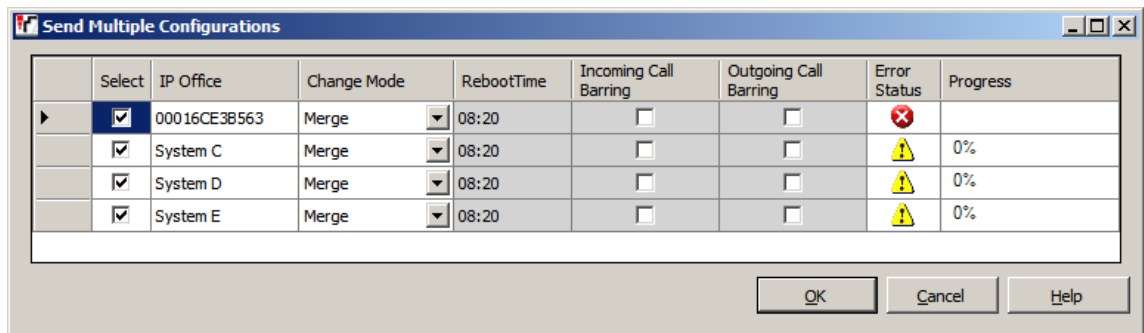 Send Multiple Configurations
Select IP Office Change Mode RebootTime Incoming Call Barring Outgoing Call Barring Error Status Progress
00016CE3B563 Merge 08:20
System C Merge 08:20 0%
System D Merge 08:20 0%
System E Merge 08:20 0%
OK Cancel Help